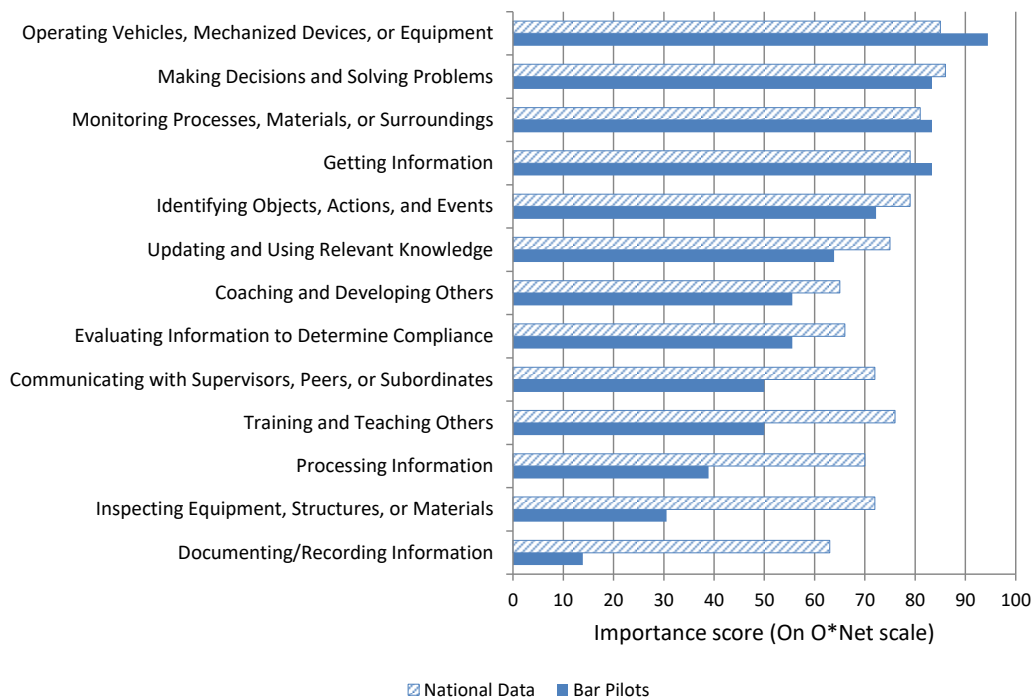 Operating Vehicles, Mechanized Devices, or Equipment
Making Decisions and Solving Problems
Monitoring Processes, Materials, or Surroundings
Getting Information
Identifying Objects, Actions, and Events
Updating and Using Relevant Knowledge
Coaching and Developing Others
Evaluating Information to Determine Compliance
Communicating with Supervisors, Peers, or Subordinates
Training and Teaching Others
Processing Information
Inspecting Equipment, Structures, or Materials
Documenting/Recording Information
0 10 20 30 40 50 60 70 80 90 100
Importance score (On O*Net scale)
National Data Bar Pilots